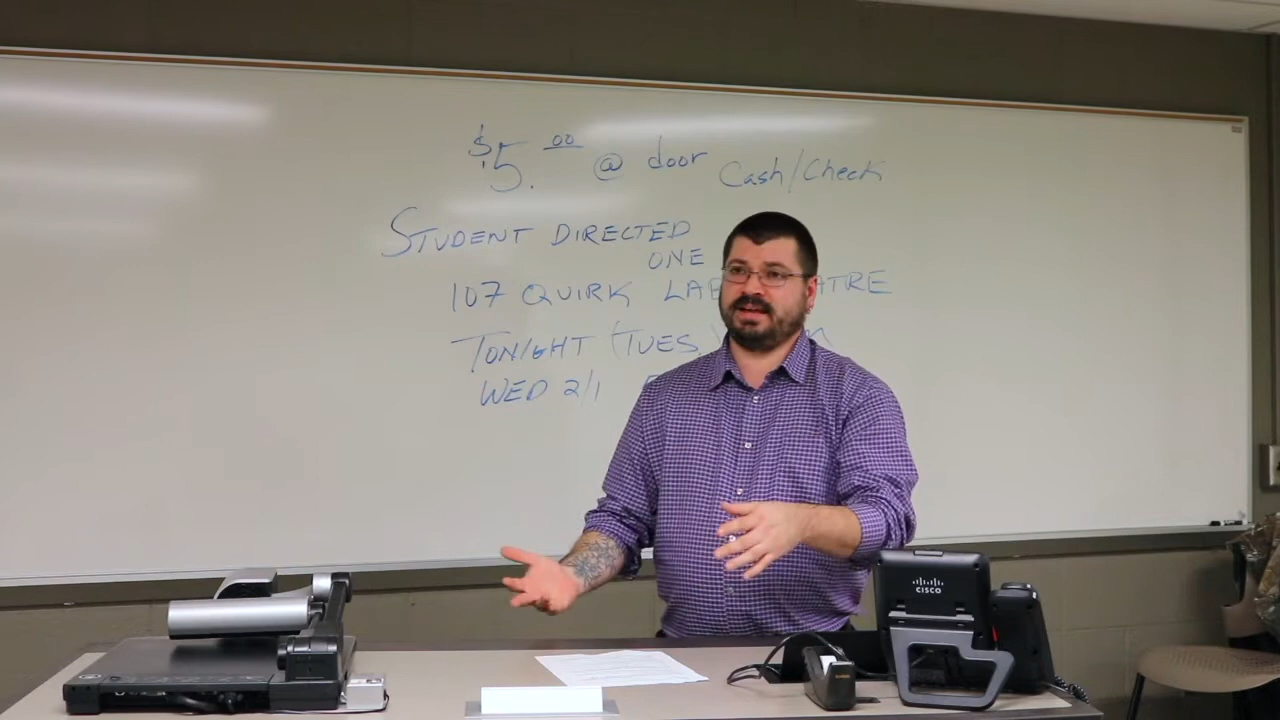 $5.00 @ door Cash/Check
STUDENT DIRECTED
ONE
107 QUIRK LAB
TONIGHT (TUES.)
WED 2/1
CISCO